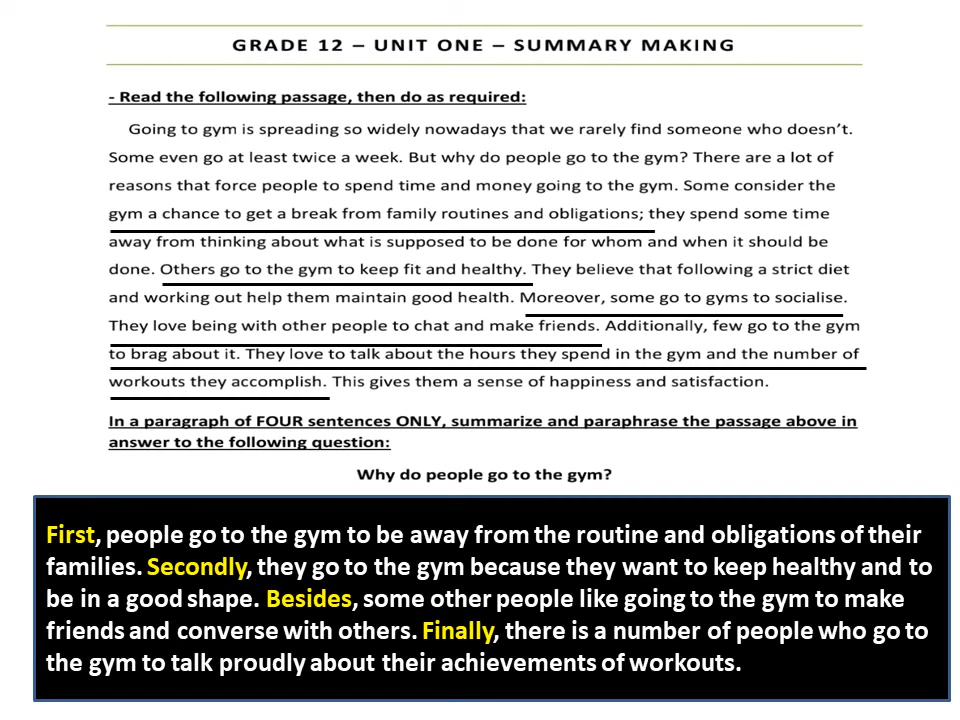 GRADE 12 – UNIT ONE – SUMMARY MAKING
- Read the following passage, then do as required:
Going to gym is spreading so widely nowadays that we rarely find someone who doesn't.
Some even go at least twice a week. But why do people go to the gym? There are a lot of
reasons that force people to spend time and money going to the gym. Some consider the
gym a chance to get a break from family routines and obligations; they spend some time
away from thinking about what is supposed to be done for whom and when it should be
done. Others go to the gym to keep fit and healthy. They believe that following a strict diet
and working out help them maintain good health. Moreover, some go to gyms to socialise.
They love being with other people to chat and make friends. Additionally, few go to the gym
to brag about it. They love to talk about the hours they spend in the gym and the number of
workouts they accomplish. This gives them a sense of happiness and satisfaction.
In a paragraph of FOUR sentences ONLY, summarize and paraphrase the passage above in
answer to the following question:
Why do people go to the gym?
First, people go to the gym to be away from the routine and obligations of their
families. Secondly, they go to the gym because they want to keep healthy and to
be in a good shape. Besides, some other people like going to the gym to make
friends and converse with others. Finally, there is a number of people who go to
the gym to talk proudly about their achievements of workouts.